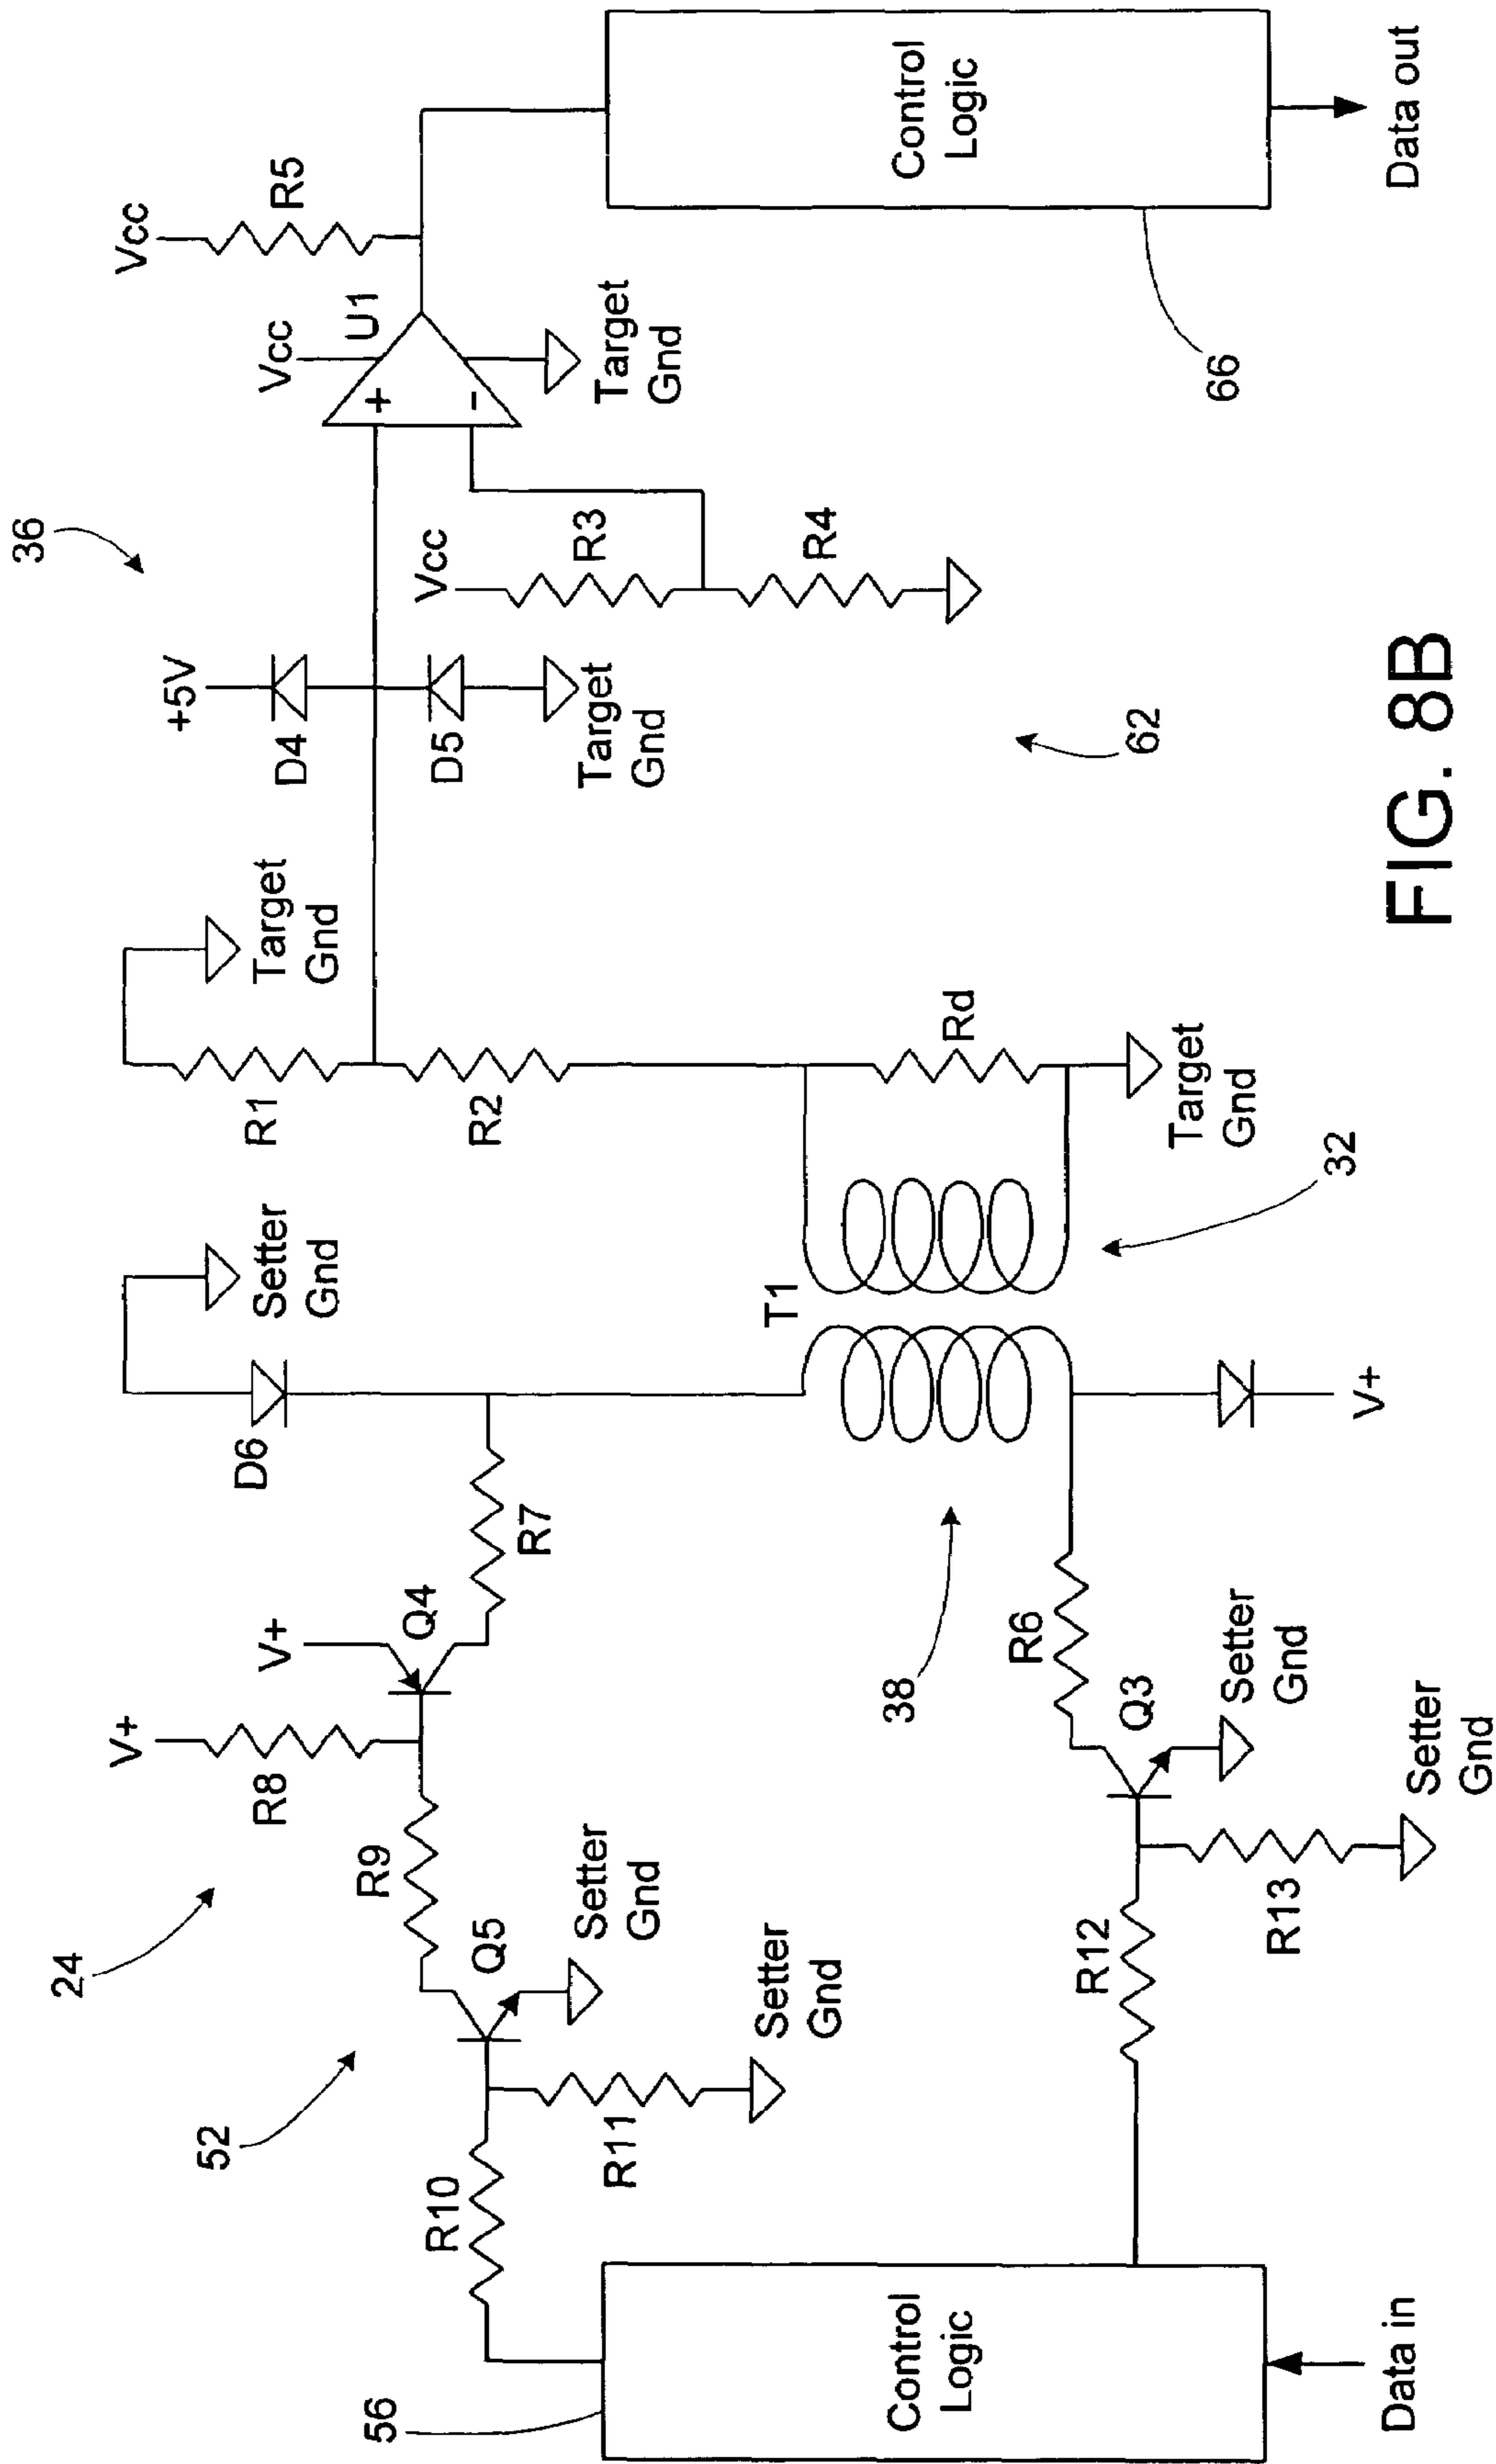 36
Vcc
R5
Vcc
U1
+
-
Target
Gnd
+5V
D4
D5
Target
Gnd
Vcc
R3
R4
Control
Logic
66
Data out
62
Target
Gnd
R1
R2
Rd
Target
Gnd
32
Setter
Gnd
D6
T1
V+
38
R7
V+
Q4
V+
R8
R9
24
Q5
Setter
Gnd
52
R10
R11
Setter
Gnd
R6
Q3
Setter
Gnd
R12
R13
Setter
Gnd
56
Control
Logic
Data in
FIG. 8B